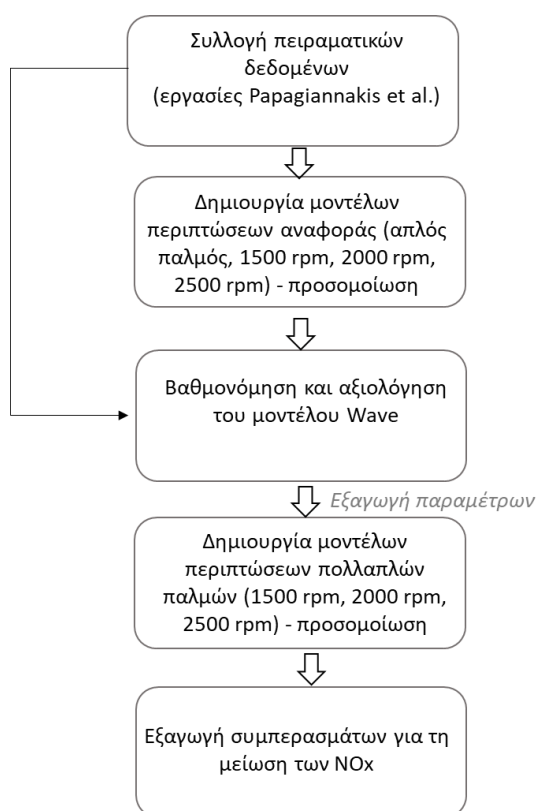 Συλλογή πειραματικών
δεδομένων
(εργασίες Papagiannakis et al.)
Δημιουργία μοντέλων
περιπτώσεων αναφοράς (απλός
παλμός, 1500 rpm, 2000 rpm,
2500 rpm) - προσομοίωση
Βαθμονόμηση και αξιολόγηση
του μοντέλου Wave
Εξαγωγή παραμέτρων
Δημιουργία μοντέλων
περιπτώσεων πολλαπλών
παλμών (1500 rpm, 2000 rpm,
2500 rpm) - προσομοίωση
Εξαγωγή συμπερασμάτων για τη
μείωση των NOx